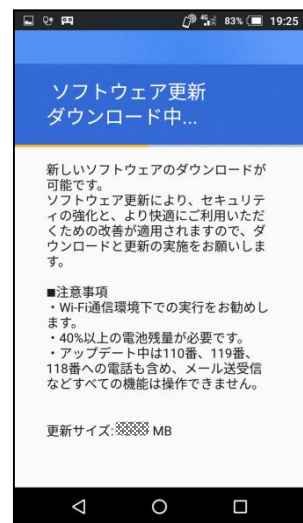 83% 19:25
ソフトウェア更新
ダウンロード中...
新しいソフトウェアのダウンロードが
可能です。
ソフトウェア更新により、セキュリテ
ィの強化と、より快適にご利用いただ
くための改善が適用されますので、ダ
ウンロードと更新の実施をお願いしま
す。
■注意事項
・Wi-Fi通信環境下での実行をお勧めし
ます。
・40%以上の電池残量が必要です。
・アップデート中は110番、119番、
118番への電話も含め、メール送受信
などすべての機能は操作できません。
更新サイズ: MB